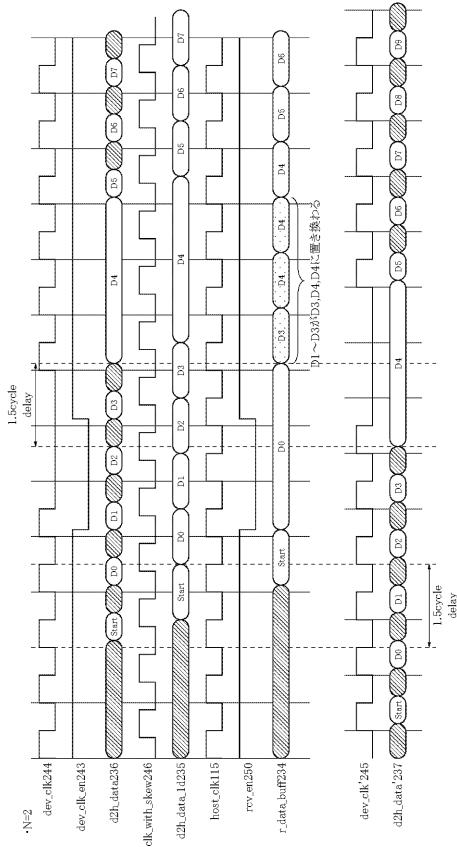 ・N=2
1.5cycle
delay
dev_clk244
dev_clk_en243
d2h_data236 Start D0 D1 D2 D3 D4 D5 D6 D7
clk_with_skew246
d2h_data_1d235 Start D0 D1 D2 D3 D4 D5 D6 D7
host_clk115
rcv_en250
r_data_buff234 Start D0 D3 D4 D4 D4 D5 D6
D1～D3がD3,D4,D4に置き換わる
dev_clk'245
d2h_data'237 Start D0 D1 D2 D3 D4 D5 D6 D7 D8 D9
1.5cycle
delay